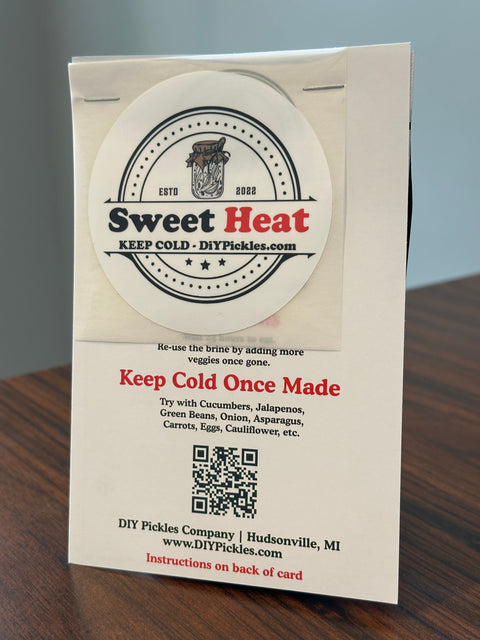 ESTD 2022
Sweet Heat
KEEP COLD - DiYPickles.com
Re-use the brine by adding more
veggies once gone.
Keep Cold Once Made
Try with Cucumbers, Jalapenos,
Green Beans, Onion, Asparagus,
Carrots, Eggs, Cauliflower, etc.
DIY Pickles Company | Hudsonville, MI
www.DIYPickles.com
Instructions on back of card